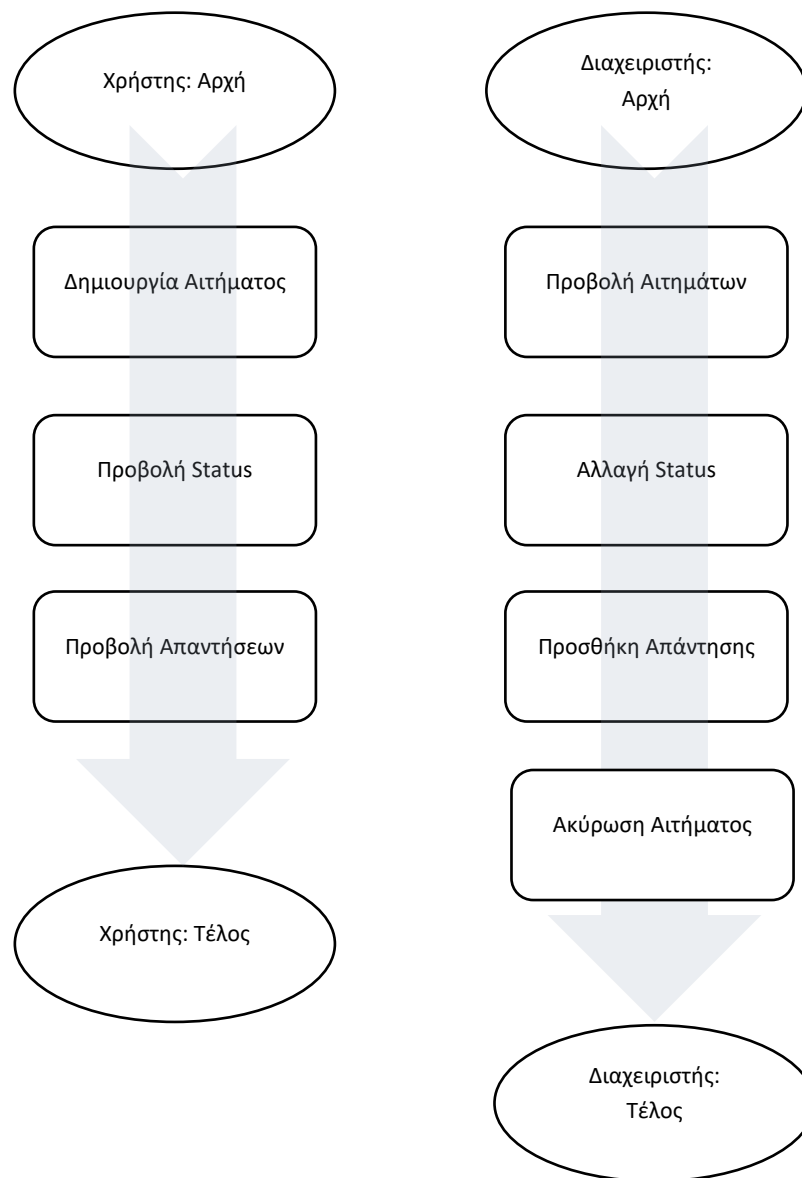 Χρήστης: Αρχή
Δημιουργία Αιτήματος
Προβολή Status
Προβολή Απαντήσεων
Χρήστης: Τέλος
Διαχειριστής:
Αρχή
Προβολή Αιτημάτων
Αλλαγή Status
Προσθήκη Απάντησης
Ακύρωση Αιτήματος
Διαχειριστής:
Τέλος